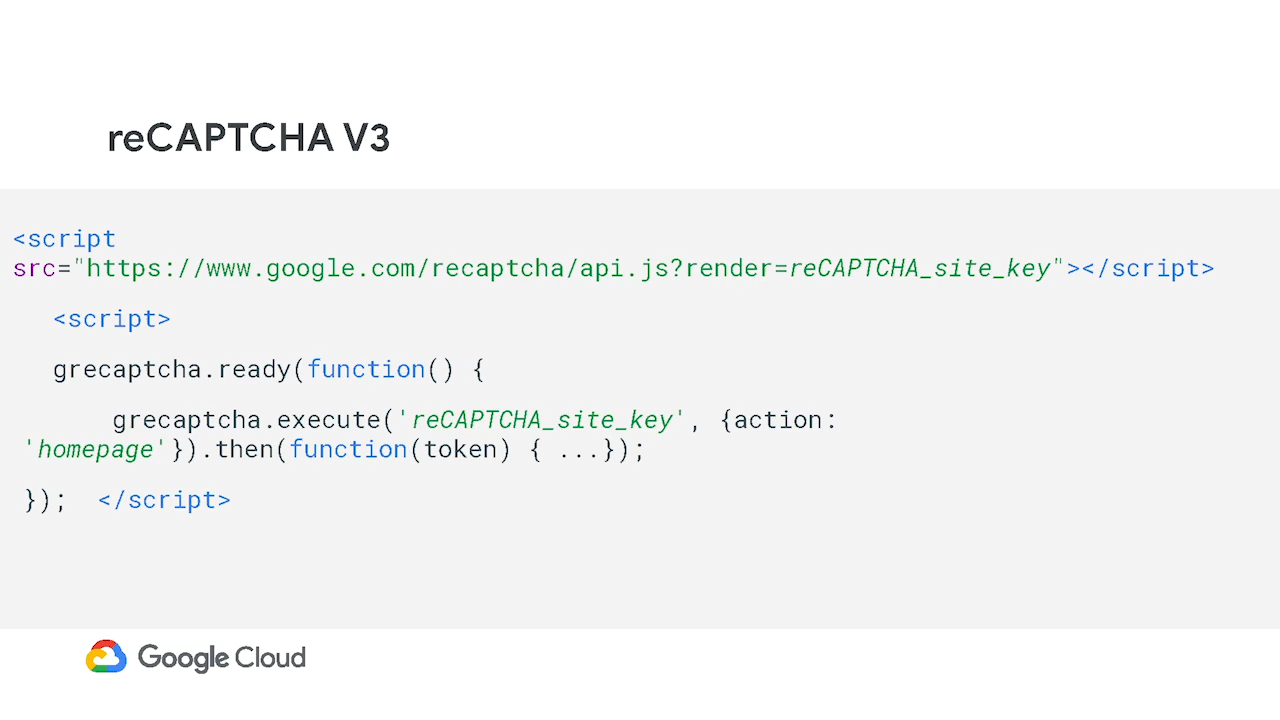 reCAPTCHA V3
<script
src="https://www.google.com/recaptcha/api.js?render=reCAPTCHA_site_key"></script>
<script>
grecaptcha.ready(function() {
grecaptcha.execute('reCAPTCHA_site_key', {action:
'homepage'}).then(function(token) { ...});
}); </script>
Google Cloud